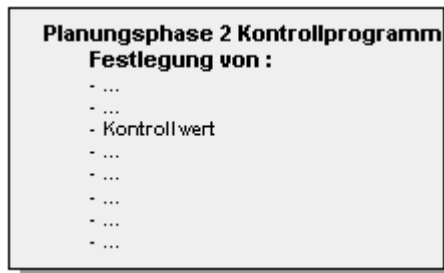 Planungsphase 2 Kontrollprogramm
Festlegung von :
- ...
- ...
- Kontrollwert
- ...
- ...
- ...
- ...
- ...